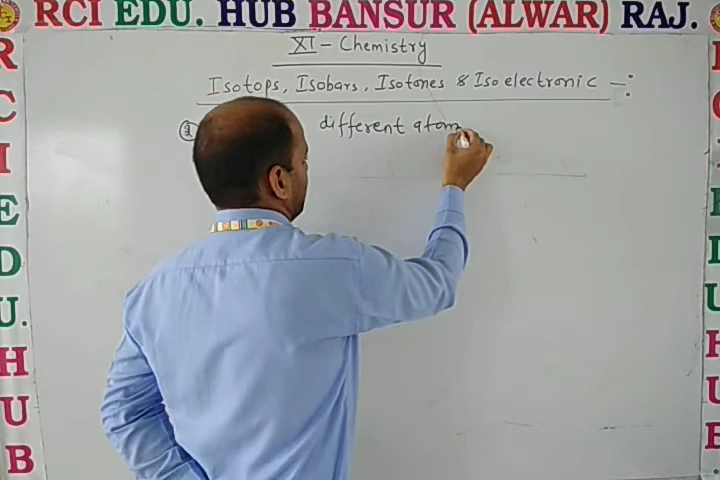 RCI EDU. HUB BANSUR (ALWAR) RAJ.
XI - Chemistry
Isotops, Isobars, Isotones & Isoelectronic -:
① different atom
R
C
I
E
D
U.
H
U
B